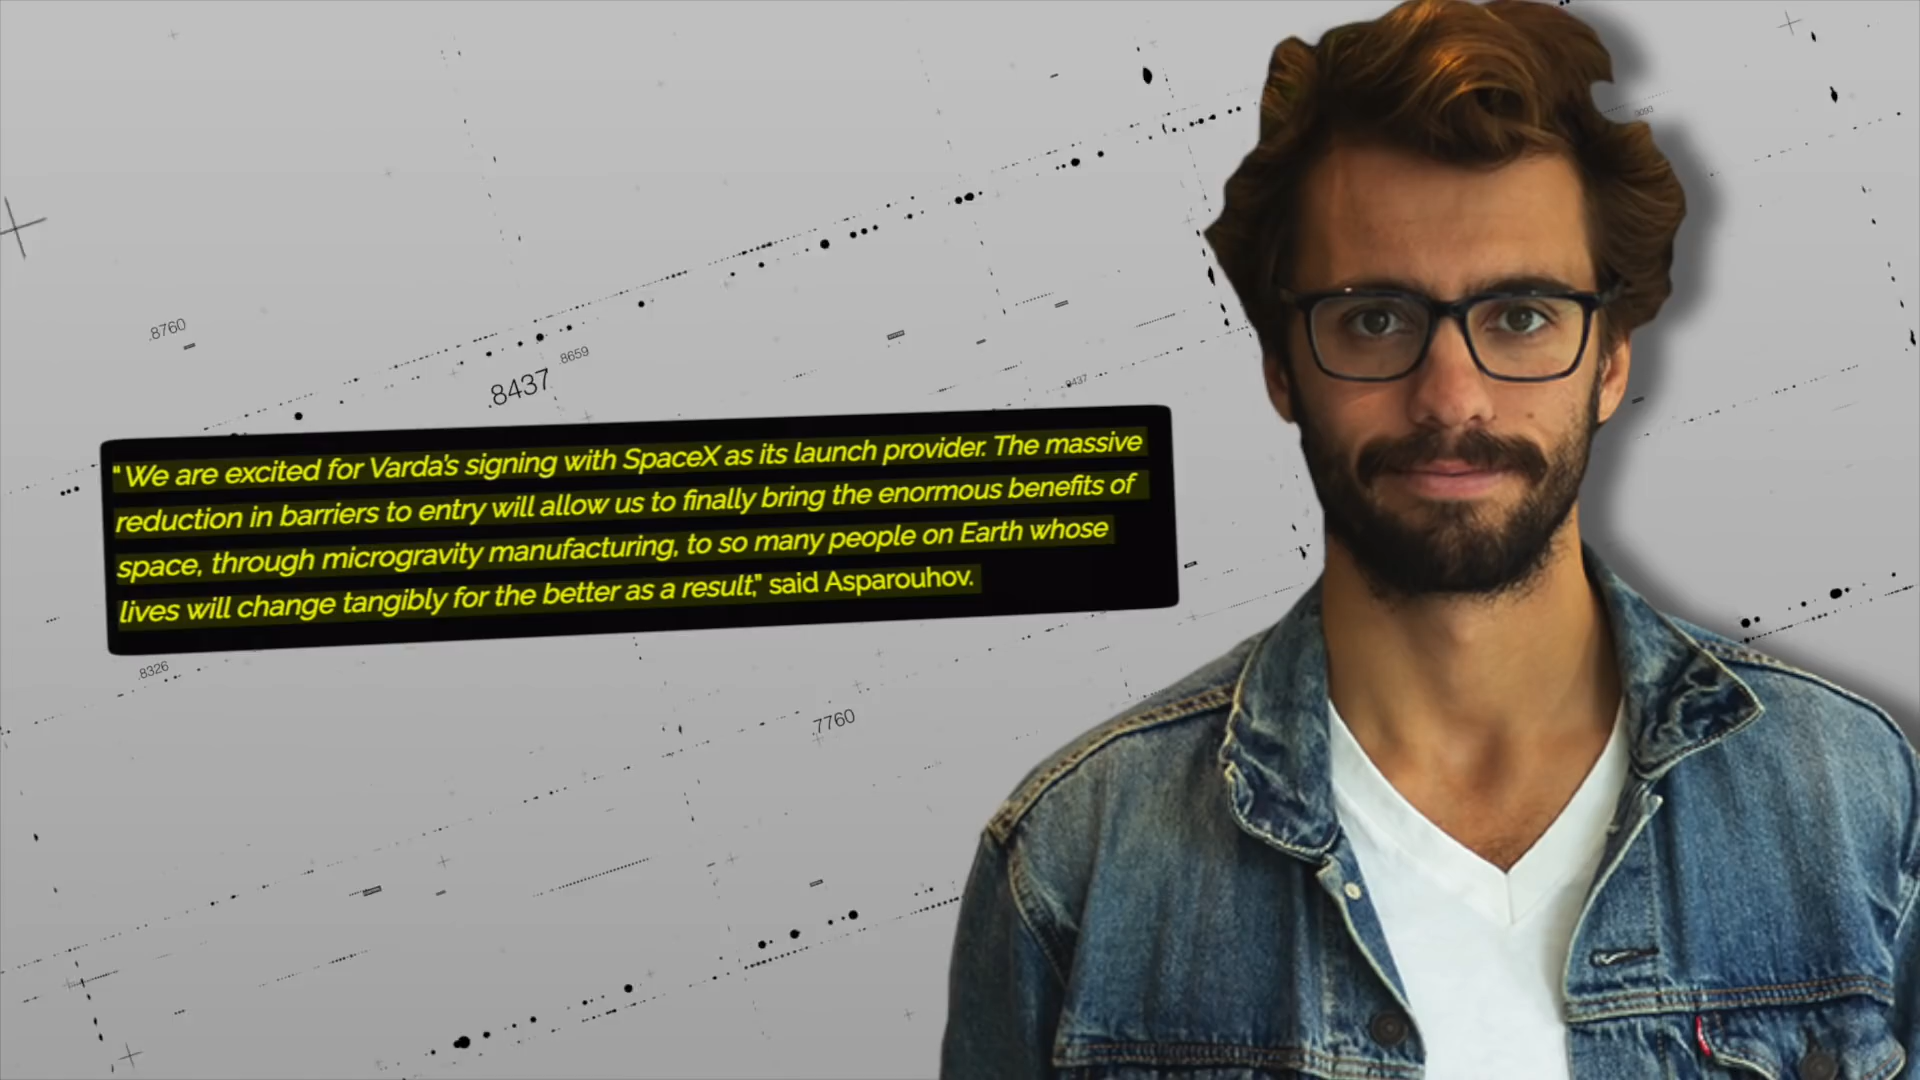 3093
.8760
.8659
.8437
.8437
“ We are excited for Varda's signing with SpaceX as its launch provider. The massive
reduction in barriers to entry will allow us to finally bring the enormous benefits of
space, through microgravity manufacturing, to so many people on Earth whose
lives will change tangibly for the better as a result,” said Asparouhov.
.8326
.7760